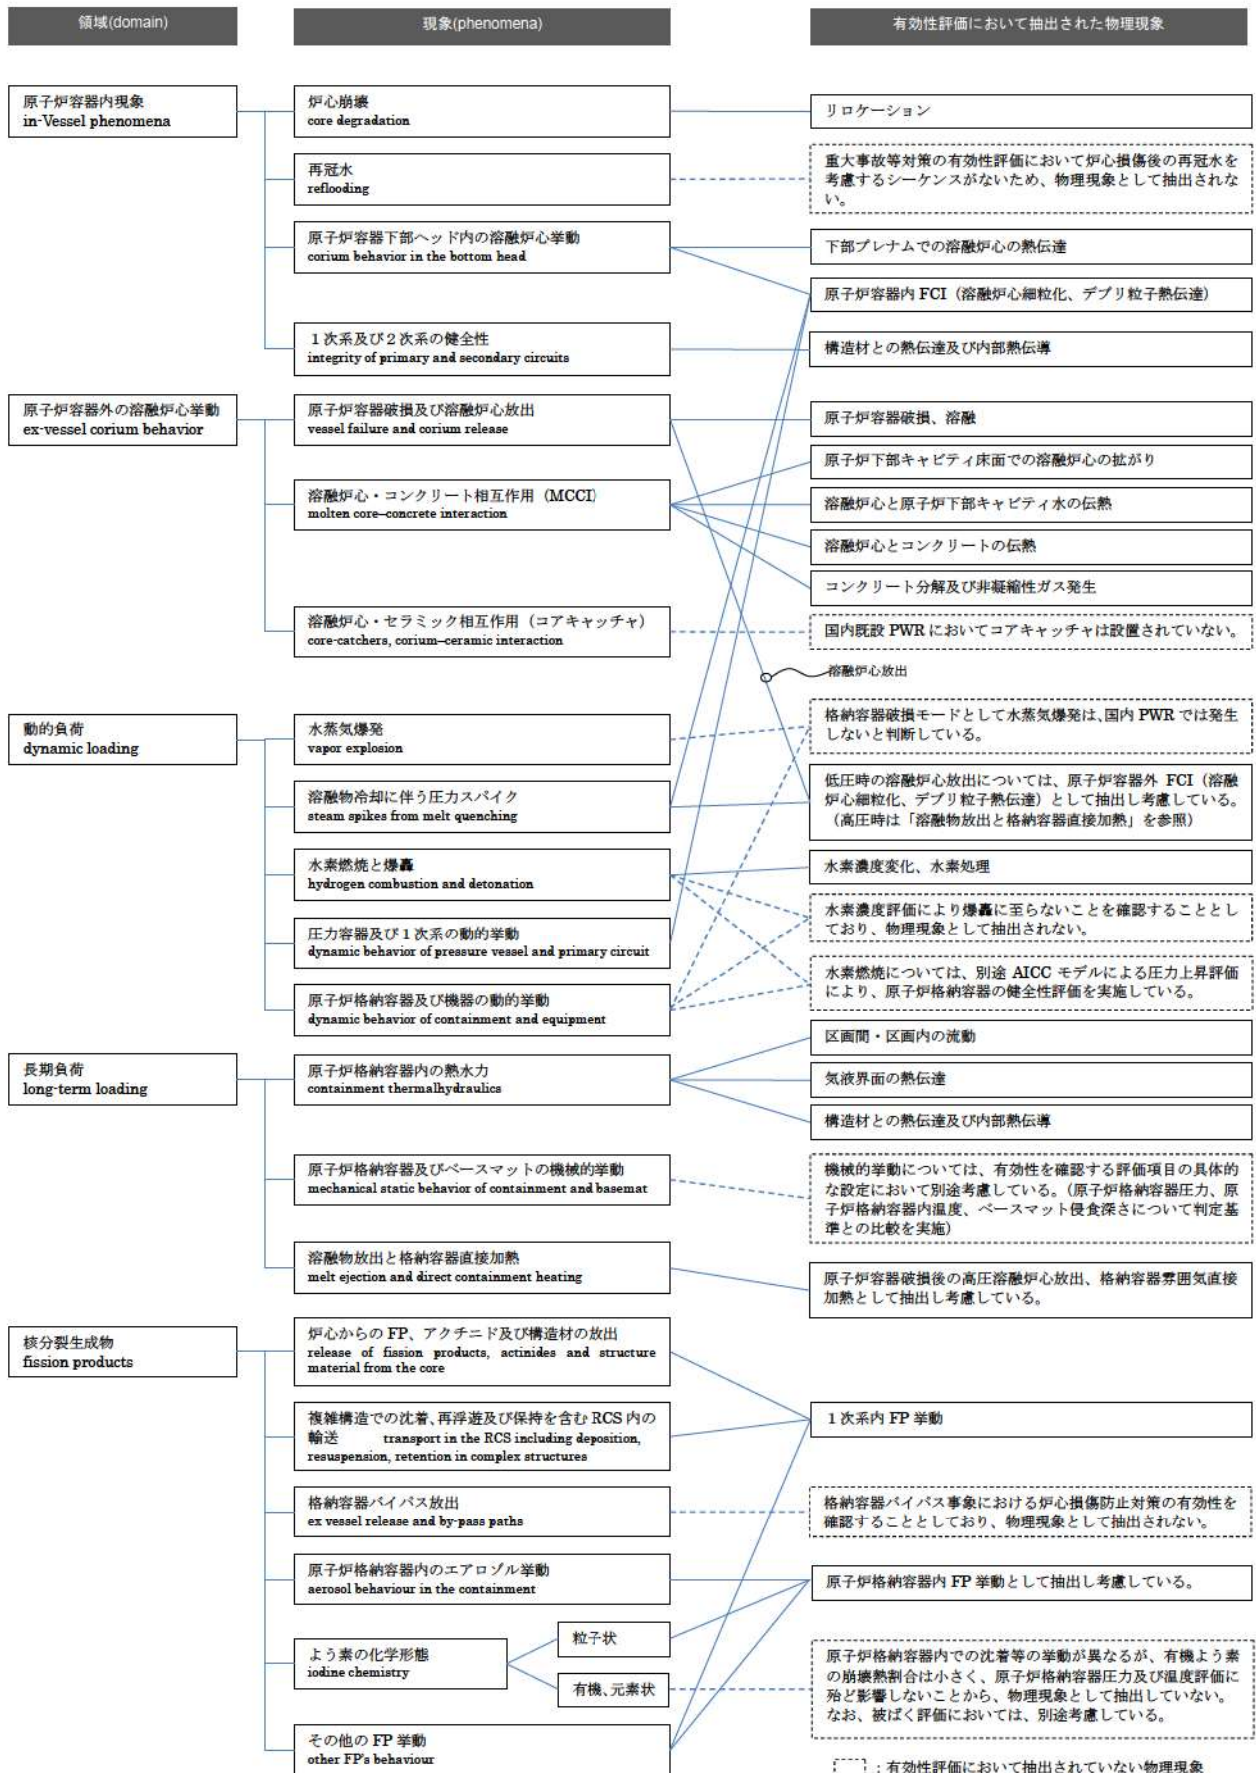 領域(domain)
現象(phenomena)
有効性評価において抽出された物理現象
原子炉容器内現象
in-Vessel phenomena
炉心崩壊
core degradation
リロケーション
再冠水
reflooding
重大事故等対策の有効性評価において炉心損傷後の再冠水を
考慮するシーケンスがないため、物理現象として抽出されな
い。
原子炉容器下部ヘッド内の溶融炉心挙動
corium behavior in the bottom head
下部プレナムでの溶融炉心の熱伝達
原子炉容器内 FCI（溶融炉心細粒化、デブリ粒子熱伝達）
１次系及び２次系の健全性
integrity of primary and secondary circuits
構造材との熱伝達及び内部熱伝導
原子炉容器外の溶融炉心挙動
ex-vessel corium behavior
原子炉容器破損及び溶融炉心放出
vessel failure and corium release
原子炉容器破損、溶融
原子炉下部キャビティ床面での溶融炉心の拡がり
溶融炉心・コンクリート相互作用（MCCI)
molten core–concrete interaction
溶融炉心と原子炉下部キャビティ水の伝熱
溶融炉心とコンクリートの伝熱
コンクリート分解及び非凝縮性ガス発生
溶融炉心・セラミック相互作用（コアキャッチャ）
core-catchers, corium–ceramic interaction
国内既設 PWR においてコアキャッチャは設置されていない。
溶融炉心放出
動的負荷
dynamic loading
水蒸気爆発
vapor explosion
格納容器破損モードとして水蒸気爆発は、国内 PWR では発生
しないと判断している。
溶融物冷却に伴う圧力スパイク
steam spikes from melt quenching
低圧時の溶融炉心放出については、原子炉容器外 FCI（溶融
炉心細粒化、デブリ粒子熱伝達）として抽出し考慮している。
（高圧時は「溶融物放出と格納容器直接加熱」を参照）
水素燃焼と爆轟
hydrogen combustion and detonation
水素濃度変化、水素処理
水素濃度評価により爆轟に至らないことを確認することとし
ており、物理現象として抽出されない。
圧力容器及び１次系の動的挙動
dynamic behavior of pressure vessel and primary circuit
水素燃焼については、別途 AICC モデルによる圧力上昇評価
により、原子炉格納容器の健全性評価を実施している。
原子炉格納容器及び機器の動的挙動
dynamic behavior of containment and equipment
区画間・区画内の流動
長期負荷
long-term loading
原子炉格納容器内の熱水力
containment thermalhydraulics
気液界面の熱伝達
構造材との熱伝達及び内部熱伝導
原子炉格納容器及びベースマットの機械的挙動
mechanical static behavior of containment and basemat
機械的挙動については、有効性を確認する評価項目の具体的
な設定において別途考慮している。（原子炉格納容器圧力、原
子炉格納容器内温度、ベースマット侵食深さについて判定基
準との比較を実施）
溶融物放出と格納容器直接加熱
melt ejection and direct containment heating
原子炉容器破損後の高圧溶融炉心放出、格納容器雰囲気直接
加熱として抽出し考慮している。
核分裂生成物
fission products
炉心からの FP、アクチニド及び構造材の放出
release of fission products, actinides and structure
material from the core
複雑構造での沈着、再浮遊及び保持を含む RCS 内の
輸送 transport in the RCS including deposition,
resuspension, retention in complex structures
１次系内 FP 挙動
格納容器バイパス放出
ex vessel release and by-pass paths
格納容器バイパス事象における炉心損傷防止対策の有効性を
確認することとしており、物理現象として抽出されない。
原子炉格納容器内のエアロゾル挙動
aerosol behaviour in the containment
原子炉格納容器内 FP 挙動として抽出し考慮している。
よう素の化学形態
iodine chemistry
粒子状
有機、元素状
原子炉格納容器内での沈着等の挙動が異なるが、有機よう素
の崩壊熱割合は小さく、原子炉格納容器圧力及び温度評価に
殆ど影響しないことから、物理現象として抽出していない。
なお、被ばく評価においては、別途考慮している。
その他の FP 挙動
other FP's behaviour
：有効性評価において抽出されていない物理現象